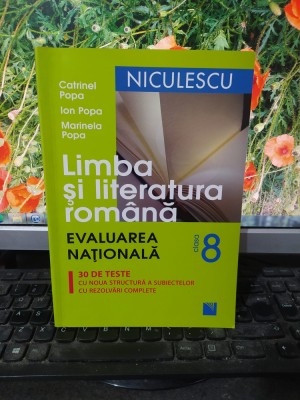 NICULESCU
Catrinel
Popa
Ion Popa
Marinela
Popa
Limba
și literatura
română
EVALUAREA
NAŢIONALĂ
clasa
8
30 DE TESTE
CU NOUA STRUCTURĂ A SUBIECTELOR
CU REZOLVĂRI COMPLETE